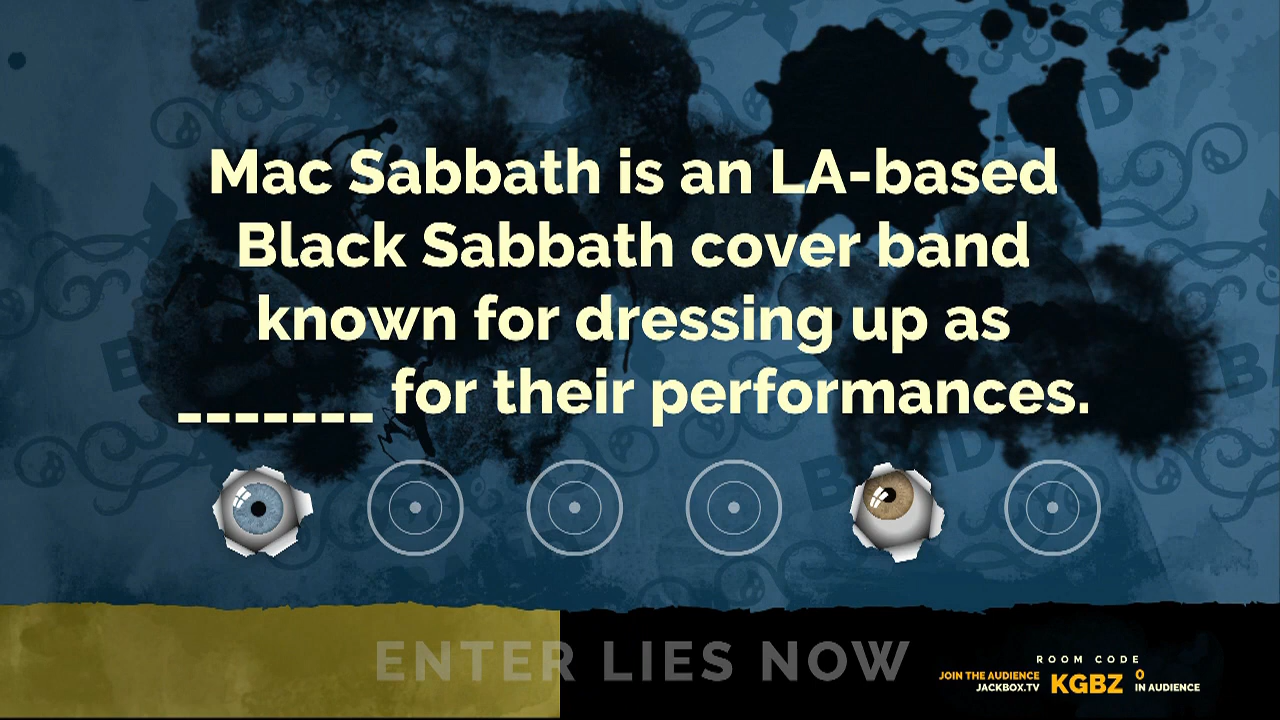 Mac Sabbath is an LA-based
Black Sabbath cover band
known for dressing up as
_______ for their performances.
ENTER LIES NOW
ROOM CODE
JOIN THE AUDIENCE
JACKBOX.TV
KGBZ
0
IN AUDIENCE